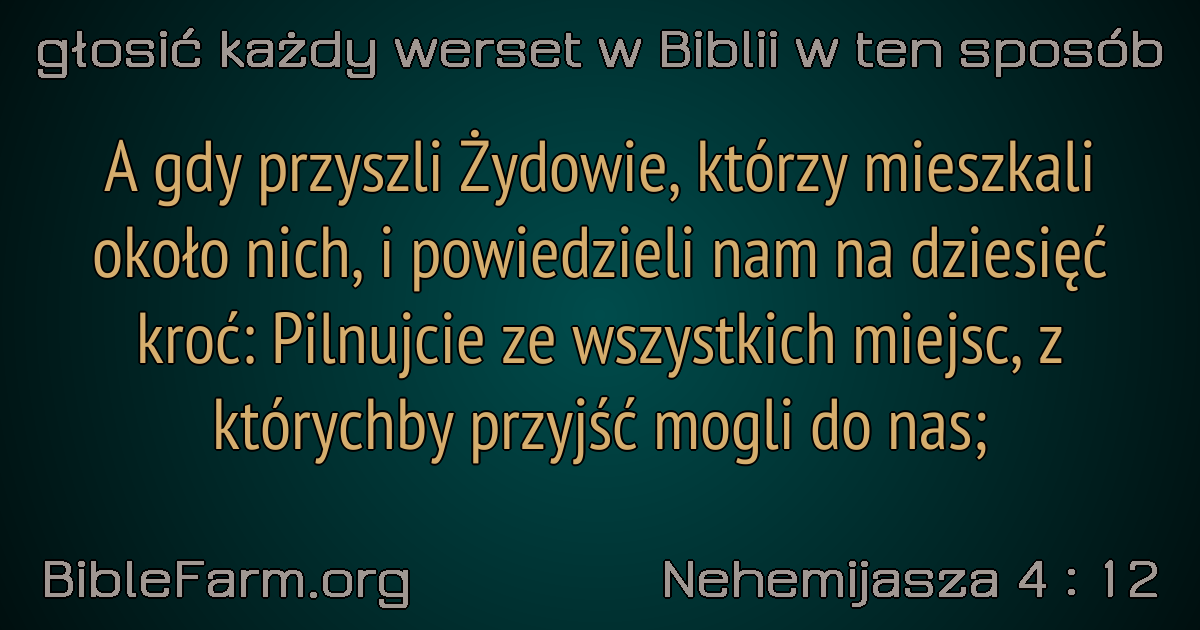 głosić każdy werset w Biblii w ten sposób
A gdy przyszli Żydowie, którzy mieszkali
około nich, i powiedzieli nam na dziesięć
kroć: Pilnujcie ze wszystkich miejsc, z
którychby przyjść mogli do nas;
BibleFarm.org
Nehemijasza 4 : 12